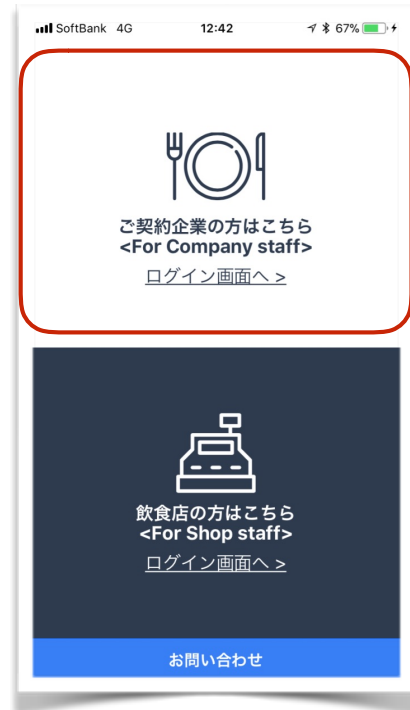 SoftBank 4G 12:42 67%
ご契約企業の方はこちら
<For Company staff>
ログイン画面へ >
飲食店の方はこちら
<For Shop staff>
ログイン画面へ >
お問い合わせ